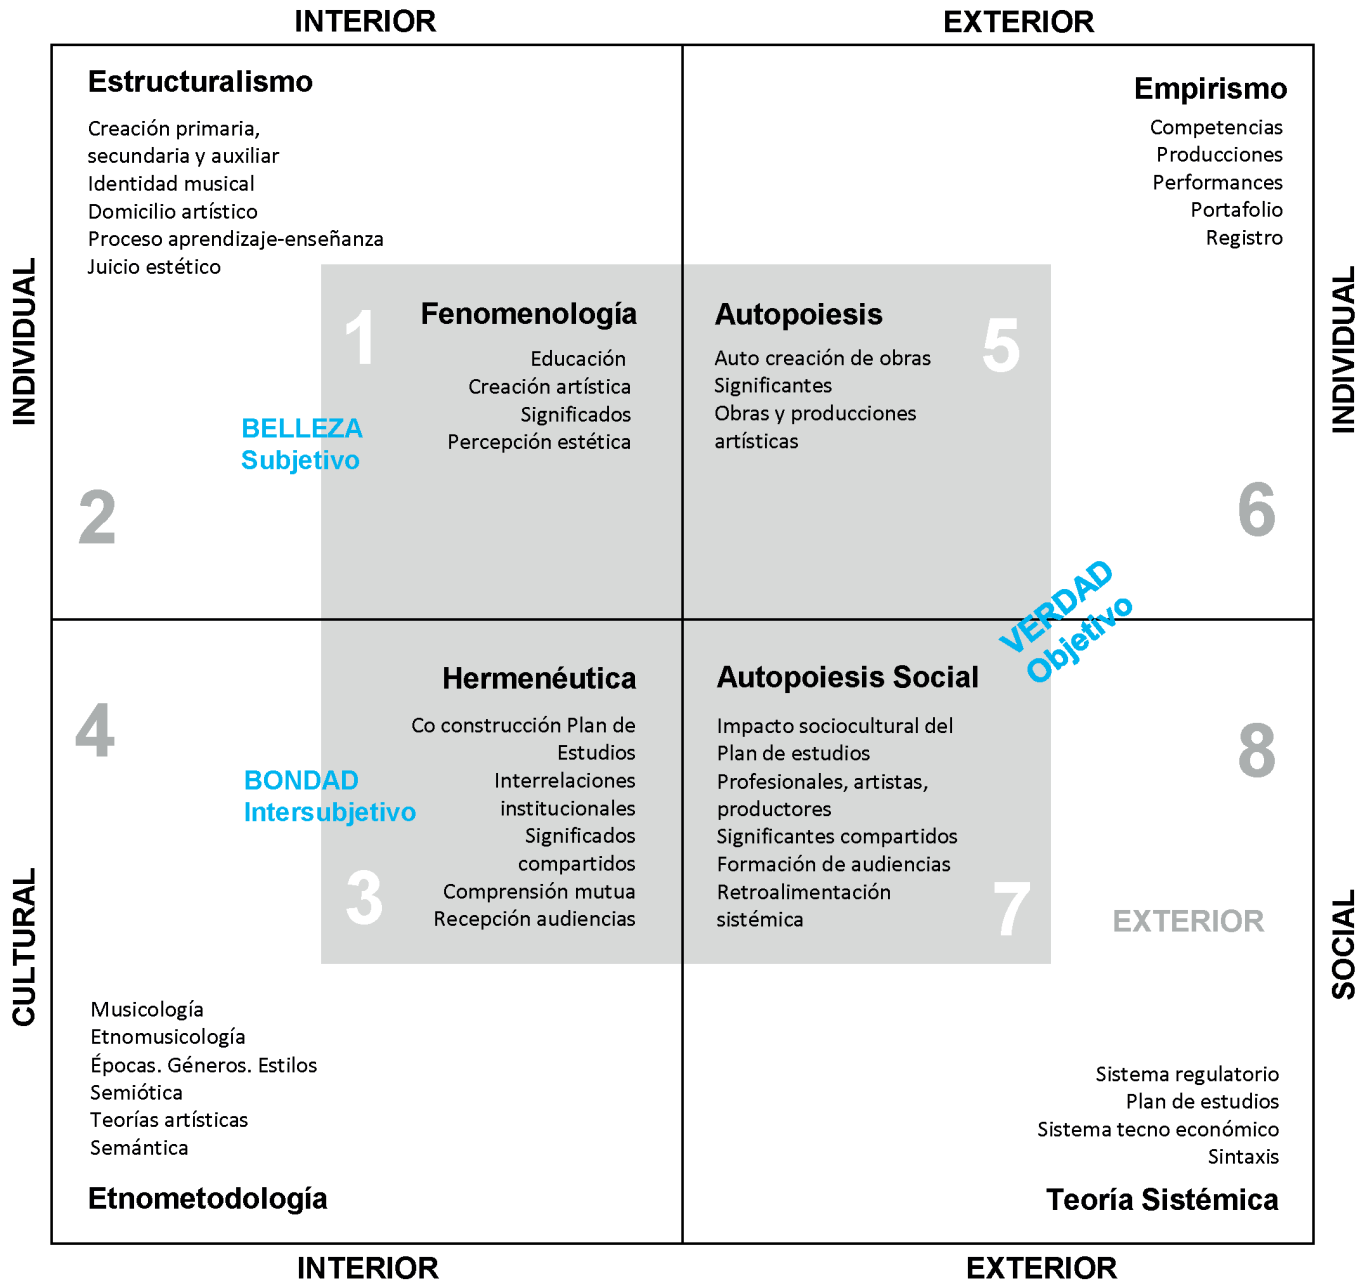 INTERIOR
EXTERIOR
INDIVIDUAL
INDIVIDUAL
Estructuralismo
Creación primaria,
secundaria y auxiliar
Identidad musical
Domicilio artístico
Proceso aprendizaje-enseñanza
Juicio estético
Empirismo
Competencias
Producciones
Performances
Portafolio
Registro
1
Fenomenología
Educación
Creación artística
Significados
Percepción estética
Autopoiesis
5
Auto creación de obras
Significantes
Obras y producciones
artísticas
BELLEZA
Subjetivo
2
6
VERDAD
Objetivo
CULTURAL
SOCIAL
4
Hermenéutica
Co construcción Plan de
Estudios
Interrelaciones
institucionales
Significados
compartidos
Comprensión mutua
Recepción audiencias
BONDAD
Intersubjetivo
3
Autopoiesis Social
Impacto sociocultural del
Plan de estudios
Profesionales, artistas,
productores
Significantes compartidos
Formación de audiencias
Retroalimentación
sistémica
7
8
EXTERIOR
Musicología
Etnomusicología
Épocas. Géneros. Estilos
Semiótica
Teorías artísticas
Semántica
Etnometodología
Sistema regulatorio
Plan de estudios
Sistema tecno económico
Sintaxis
Teoría Sistémica
INTERIOR
EXTERIOR